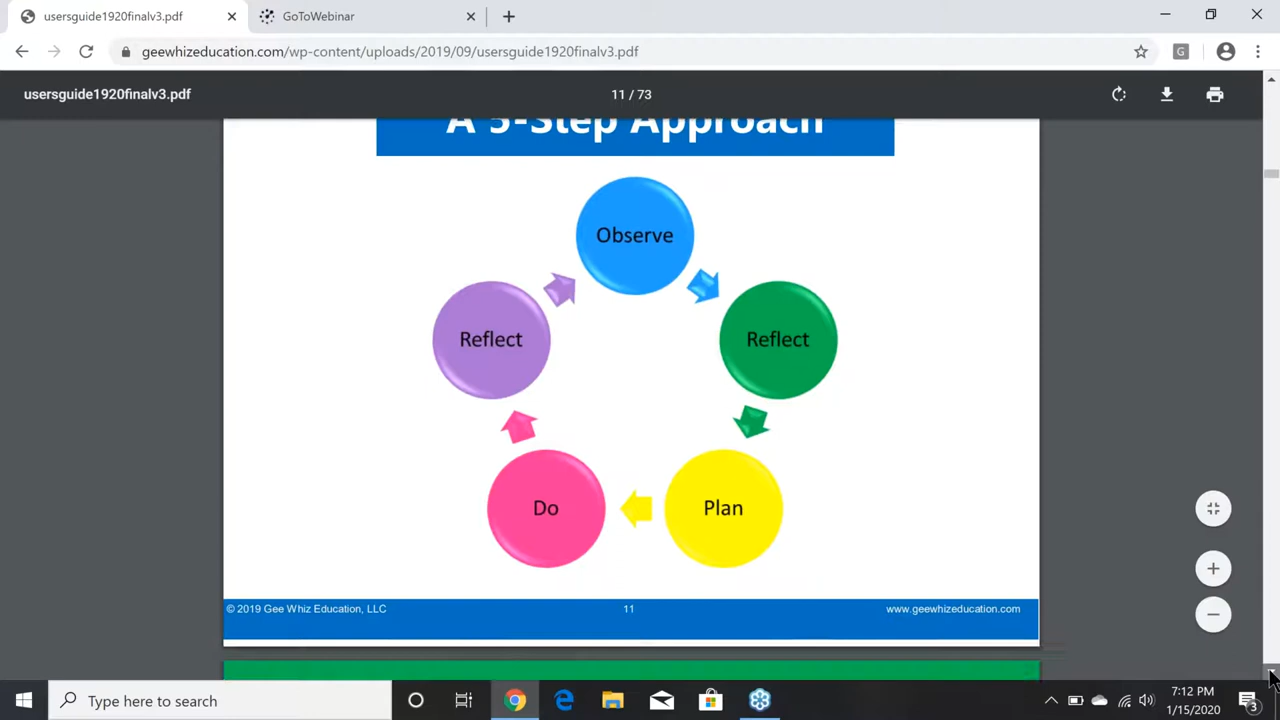 usersguide1920finalv3.pdf
GoToWebinar
geewhizeducation.com/wp-content/uploads/2019/09/usersguide1920finalv3.pdf
G
usersguide1920finalv3.pdf
11 / 73
A 5-Step Approach
Observe
Reflect
Reflect
Do
Plan
© 2019 Gee Whiz Education, LLC
11
www.geewhizeducation.com
Type here to search
7:12 PM
1/15/2020
3